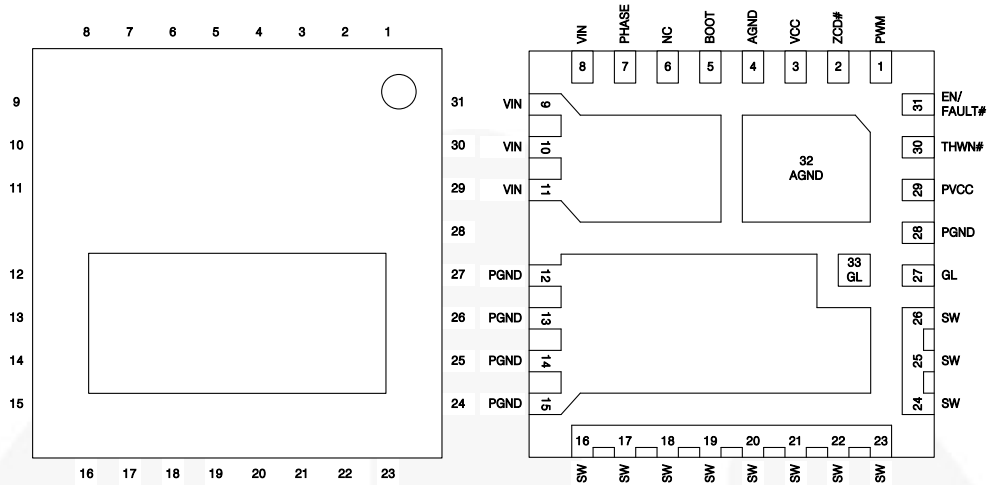 8 7 6 5 4 3 2 1
9
10
11
12
13
14
15
16 17 18 19 20 21 22 23
31
30
29
28
27
26
25
24
VIN PHASE NC BOOT AGND VCC ZCD# PWM
8 7 6 5 4 3 2 1
VIN 9
VIN 10
VIN 11
PGND 12
PGND 13
PGND 14
PGND 15
32
AGND
33
GL
31 EN/
FAULT#
30 THWN#
29 PVCC
28 PGND
27 GL
26 SW
25 SW
24 SW
16 17 18 19 20 21 22 23
SW SW SW SW SW SW SW SW